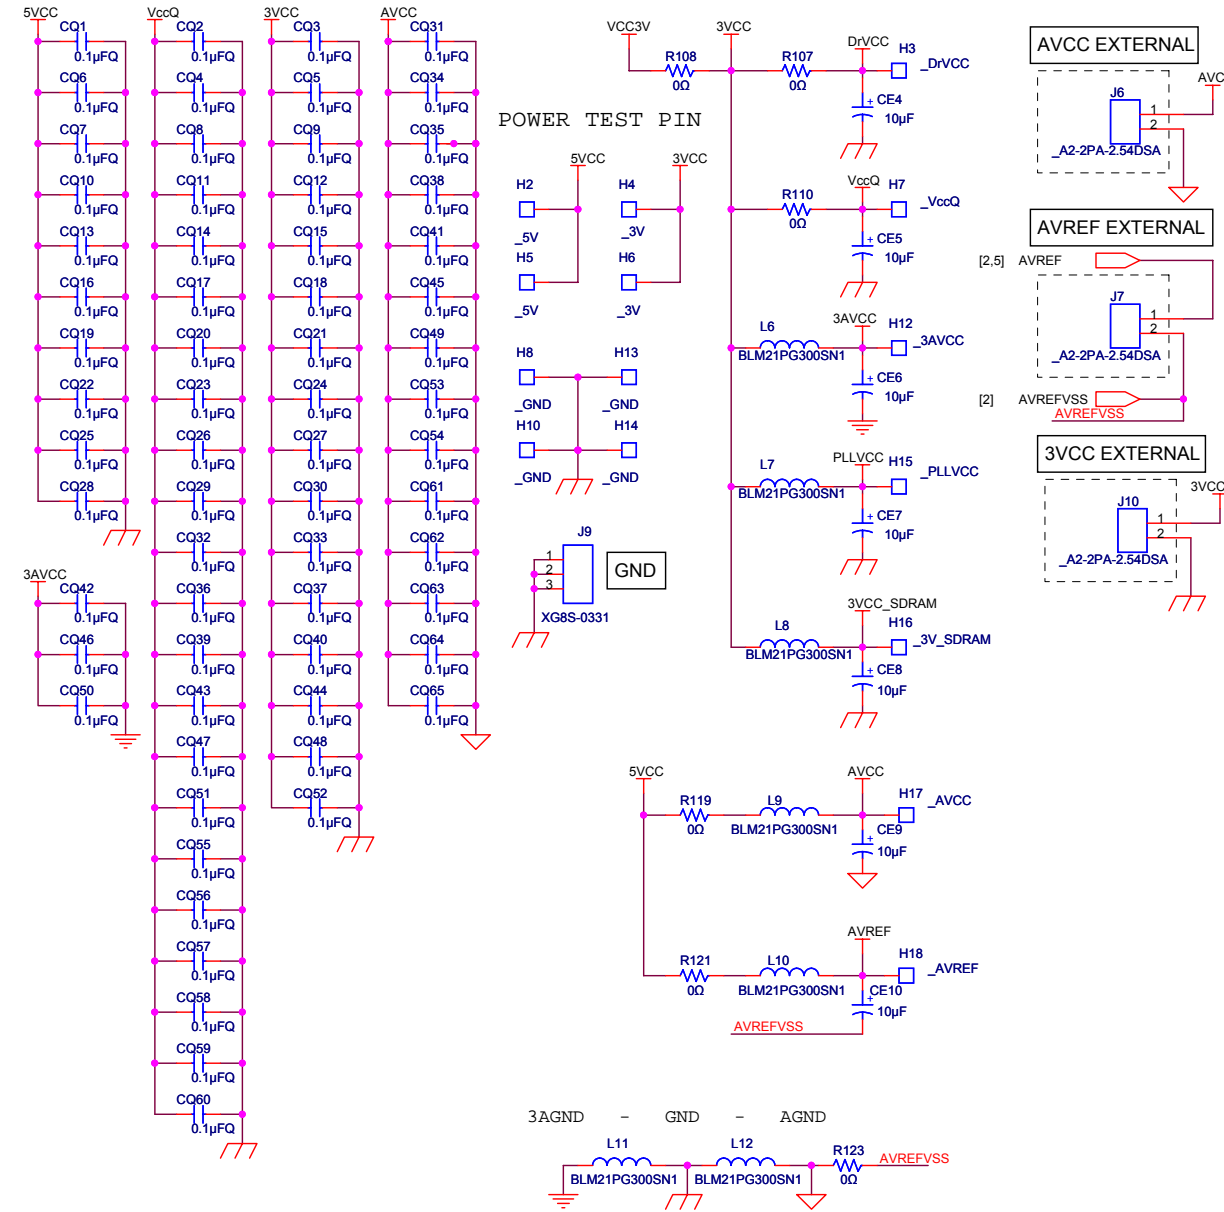 5VCC
CQ1
0.1µFQ
CQ6
0.1µFQ
CQ7
0.1µFQ
CQ10
0.1µFQ
CQ13
0.1µFQ
CQ16
0.1µFQ
CQ19
0.1µFQ
CQ22
0.1µFQ
CQ25
0.1µFQ
CQ28
0.1µFQ
3AVCC
CQ42
0.1µFQ
CQ46
0.1µFQ
CQ50
0.1µFQ
VccQ
CQ2
0.1µFQ
CQ4
0.1µFQ
CQ8
0.1µFQ
CQ11
0.1µFQ
CQ14
0.1µFQ
CQ17
0.1µFQ
CQ20
0.1µFQ
CQ23
0.1µFQ
CQ26
0.1µFQ
CQ29
0.1µFQ
CQ32
0.1µFQ
CQ36
0.1µFQ
CQ39
0.1µFQ
CQ43
0.1µFQ
CQ47
0.1µFQ
CQ51
0.1µFQ
CQ55
0.1µFQ
CQ56
0.1µFQ
CQ57
0.1µFQ
CQ58
0.1µFQ
CQ59
0.1µFQ
CQ60
0.1µFQ
3VCC
CQ3
0.1µFQ
CQ5
0.1µFQ
CQ9
0.1µFQ
CQ12
0.1µFQ
CQ15
0.1µFQ
CQ18
0.1µFQ
CQ21
0.1µFQ
CQ24
0.1µFQ
CQ27
0.1µFQ
CQ30
0.1µFQ
CQ33
0.1µFQ
CQ37
0.1µFQ
CQ40
0.1µFQ
CQ44
0.1µFQ
CQ48
0.1µFQ
CQ52
0.1µFQ
AVCC
CQ31
0.1µFQ
CQ34
0.1µFQ
CQ35
0.1µFQ
CQ38
0.1µFQ
CQ41
0.1µFQ
CQ45
0.1µFQ
CQ49
0.1µFQ
CQ53
0.1µFQ
CQ54
0.1µFQ
CQ61
0.1µFQ
CQ62
0.1µFQ
CQ63
0.1µFQ
CQ64
0.1µFQ
CQ65
0.1µFQ
POWER TEST PIN
5VCC
3VCC
H2
_5V
H4
_3V
H5
_5V
H6
_3V
H8
_GND
H13
_GND
H10
_GND
H14
_GND
J9
1
2
3
XG8S-0331
GND
VCC3V
3VCC
R108
0Ω
R107
0Ω
DrVCC
H3
_DrVCC
CE4
10µF
R110
0Ω
VccQ
H7
_VccQ
CE5
10µF
L6
BLM21PG300SN1
3AVCC
H12
_3AVCC
CE6
10µF
L7
BLM21PG300SN1
PLLVCC
H15
_PLLVCC
CE7
10µF
L8
BLM21PG300SN1
3VCC_SDRAM
H16
_3V_SDRAM
CE8
10µF
5VCC
R119
0Ω
L9
BLM21PG300SN1
AVCC
H17
_AVCC
CE9
10µF
R121
0Ω
L10
BLM21PG300SN1
AVREF
H18
_AVREF
CE10
10µF
AVREFVSS
3AGND - GND - AGND
L11
BLM21PG300SN1
L12
BLM21PG300SN1
R123
0Ω
AVREFVSS
AVCC EXTERNAL
AVC
J6
1
2
_A2-2PA-2.54DSA
AVREF EXTERNAL
[2,5] AVREF
J7
1
2
_A2-2PA-2.54DSA
[2] AVREFVSS
AVREFVSS
3VCC EXTERNAL
3VCC
J10
1
2
_A2-2PA-2.54DSA